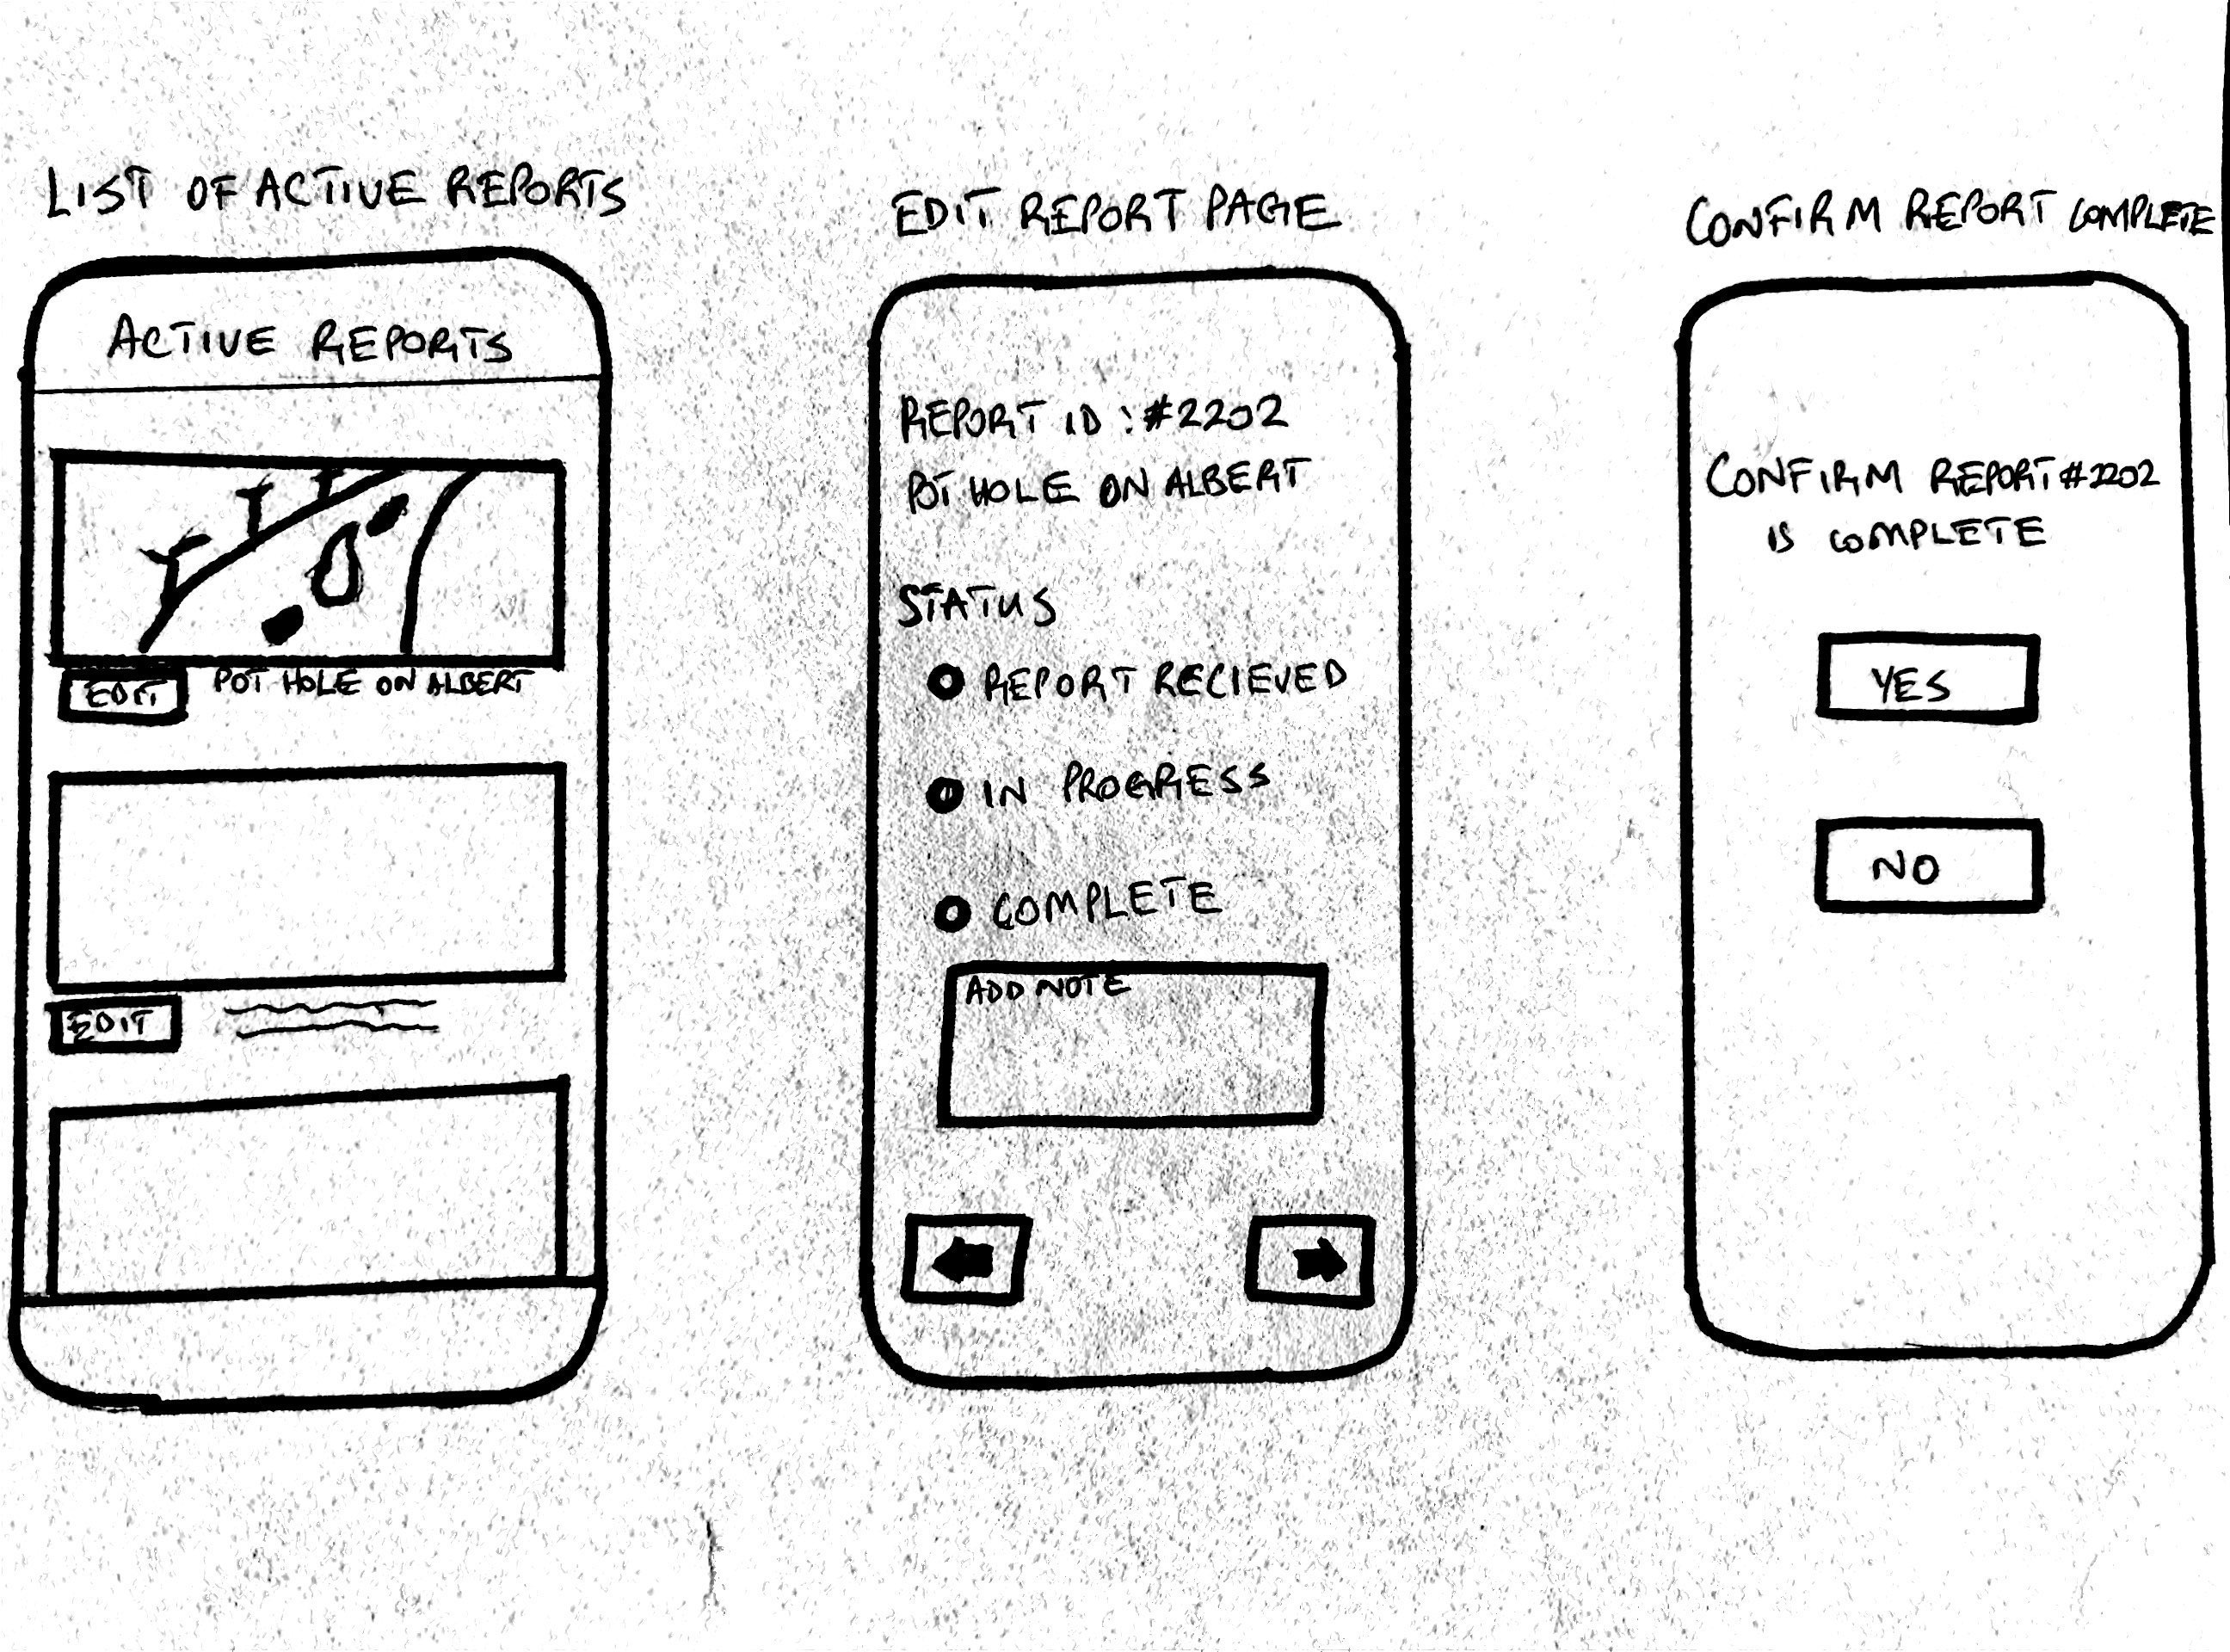 LIST OF ACTIVE REPORTS
ACTIVE REPORTS
EDIT POT HOLE ON ALBERT
EDIT
EDIT REPORT PAGE
REPORT ID : #2202
POT HOLE ON ALBERT
STATUS
REPORT RECIEVED
IN PROGRESS
COMPLETE
ADD NOTE
CONFIRM REPORT COMPLETE
CONFIRM REPORT #2202
IS COMPLETE
YES
NO